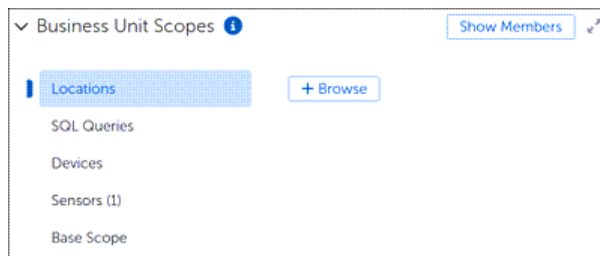 Business Unit Scopes
Show Members
Locations
+ Browse
SQL Queries
Devices
Sensors (1)
Base Scope